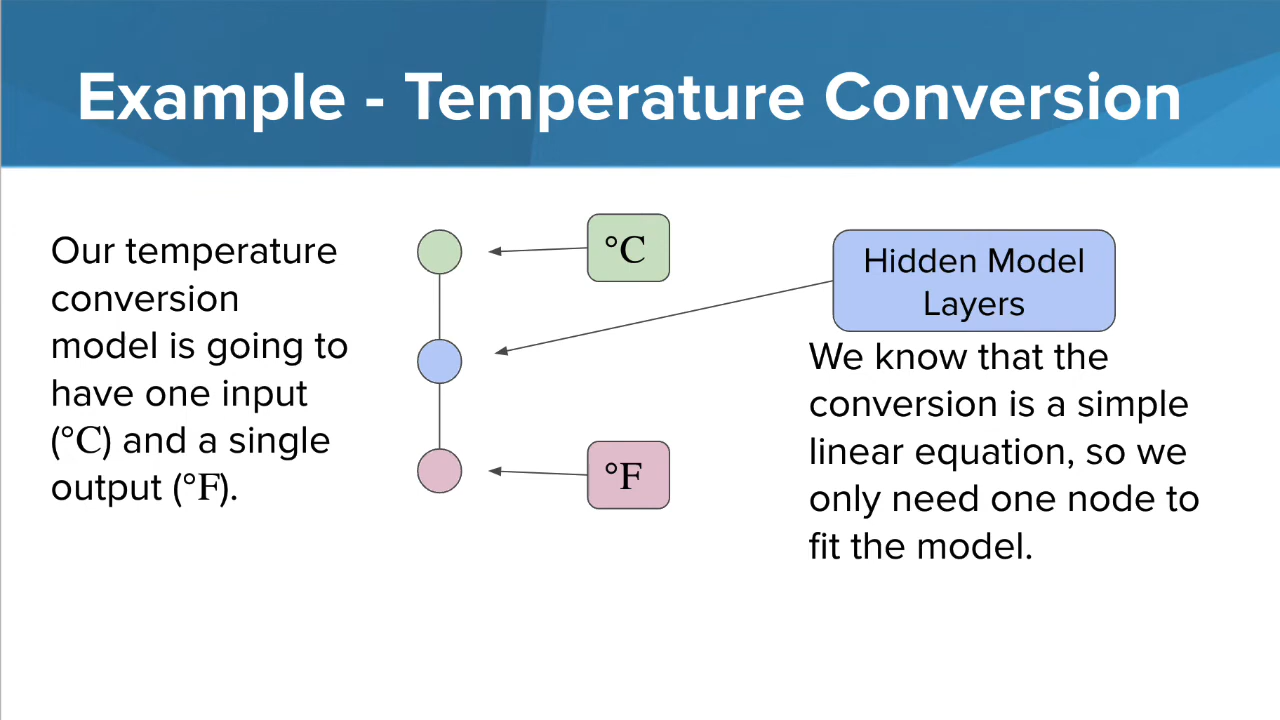 Example - Temperature Conversion
Our temperature
conversion
model is going to
have one input
(°C) and a single
output (°F).
°C
°F
Hidden Model
Layers
We know that the
conversion is a simple
linear equation, so we
only need one node to
fit the model.